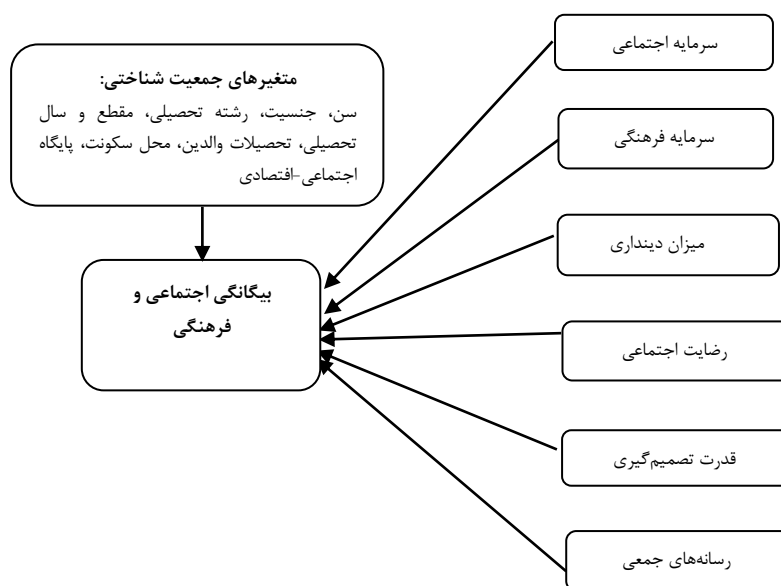 سرمایه اجتماعی
متغیرهای جمعیت شناختی:
سن، جنسیت، رشته تحصیلی، مقطع و سال
تحصیلی، تحصیلات والدین، محل سکونت، پایگاه
اجتماعی-افتصادی
سرمایه فرهنگی
میزان دینداری
بیگانگی اجتماعی و
فرهنگی
رضایت اجتماعی
قدرت تصمیم‌گیری
رسانه‌های جمعی